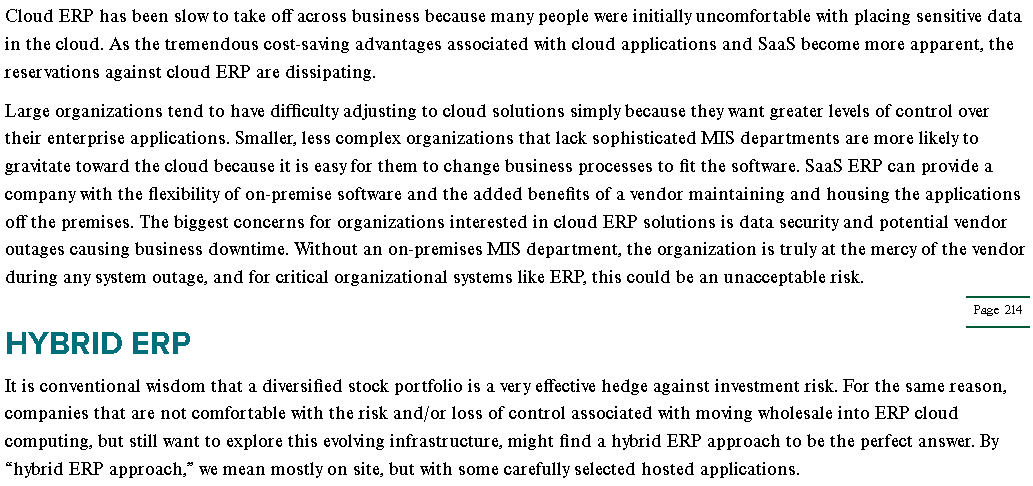 Cloud ERP has been slow to take off across business because many people were initially uncomfortable with placing sensitive data
in the cloud. As the tremendous cost-saving advantages associated with cloud applications and SaaS become more apparent, the
reservations against cloud ERP are dissipating.
Large organizations tend to have difficulty adjusting to cloud solutions simply because they want greater levels of control over
their enterprise applications. Smaller, less complex organizations that lack sophisticated MIS departments are more likely to
gravitate toward the cloud because it is easy for them to change business processes to fit the software. SaaS ERP can provide a
company with the flexibility of on-premise software and the added benefits of a vendor maintaining and housing the applications
off the premises. The biggest concerns for organizations interested in cloud ERP solutions is data security and potential vendor
outages causing business downtime. Without an on-premises MIS department, the organization is truly at the mercy of the vendor
during any system outage, and for critical organizational systems like ERP, this could be an unacceptable risk.
Page 214
HYBRID ERP
It is conventional wisdom that a diversified stock portfolio is a very effective hedge against investment risk. For the same reason,
companies that are not comfortable with the risk and/or loss of control associated with moving wholesale into ERP cloud
computing, but still want to explore this evolving infrastructure, might find a hybrid ERP approach to be the perfect answer. By
“hybrid ERP approach,” we mean mostly on site, but with some carefully selected hosted applications.